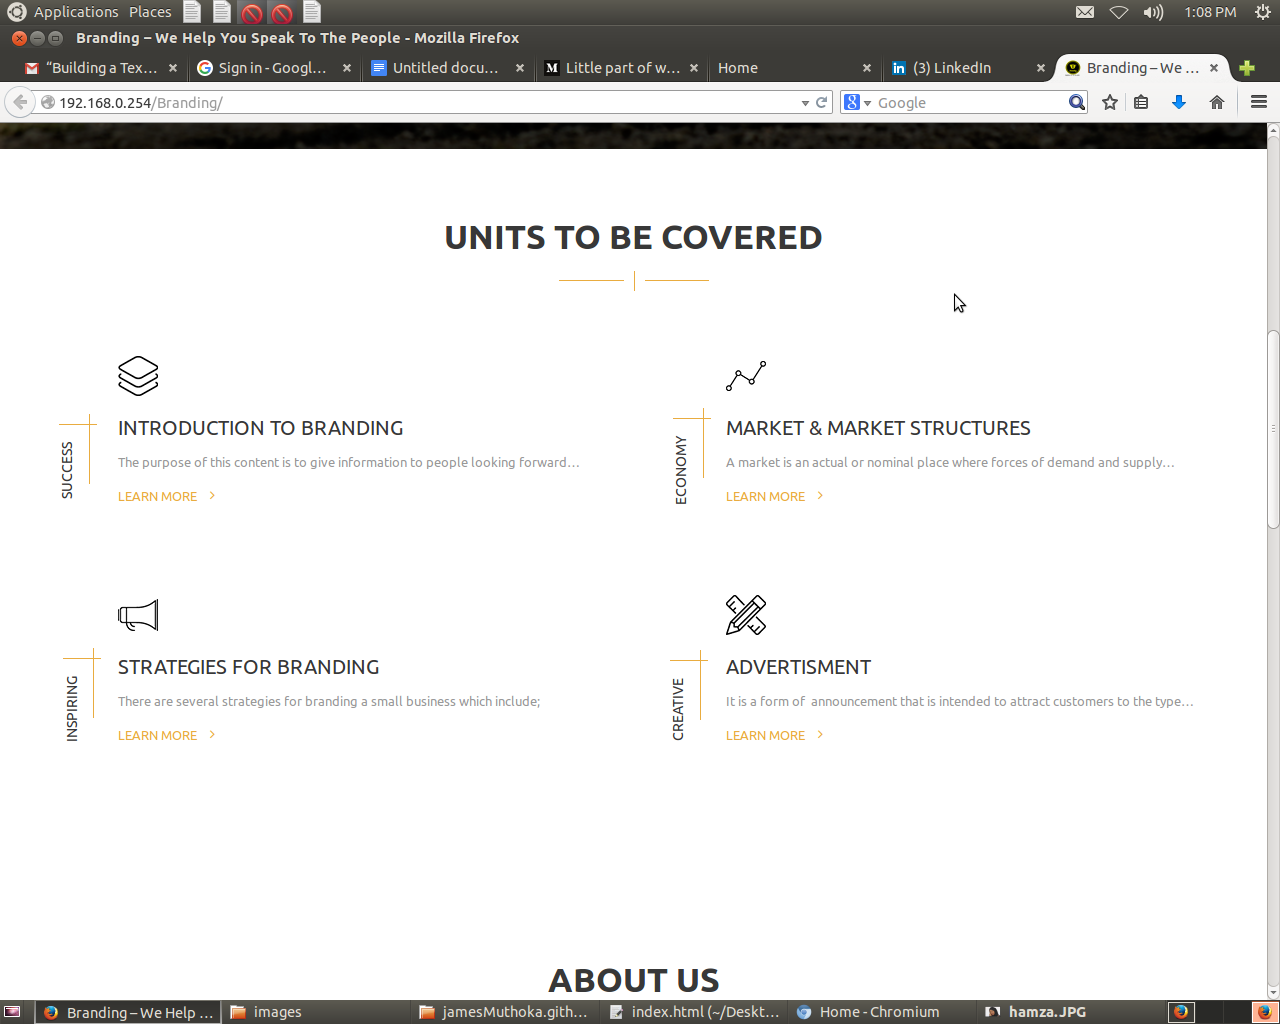 Applications Places 1:08 PM
Branding – We Help You Speak To The People - Mozilla Firefox
“Building a Tex... Sign in - Googl... Untitled docu... Little part of w... Home (3) LinkedIn Branding – We ...
192.168.0.254/Branding/ Google
UNITS TO BE COVERED
SUCCESS
INTRODUCTION TO BRANDING
The purpose of this content is to give information to people looking forward...
LEARN MORE
ECONOMY
MARKET & MARKET STRUCTURES
A market is an actual or nominal place where forces of demand and supply...
LEARN MORE
INSPIRING
STRATEGIES FOR BRANDING
There are several strategies for branding a small business which include;
LEARN MORE
CREATIVE
ADVERTISMENT
It is a form of announcement that is intended to attract customers to the type...
LEARN MORE
ABOUT US
Branding – We Help ... images jamesMuthoka.gith... index.html (~/Deskt... Home - Chromium hamza.JPG